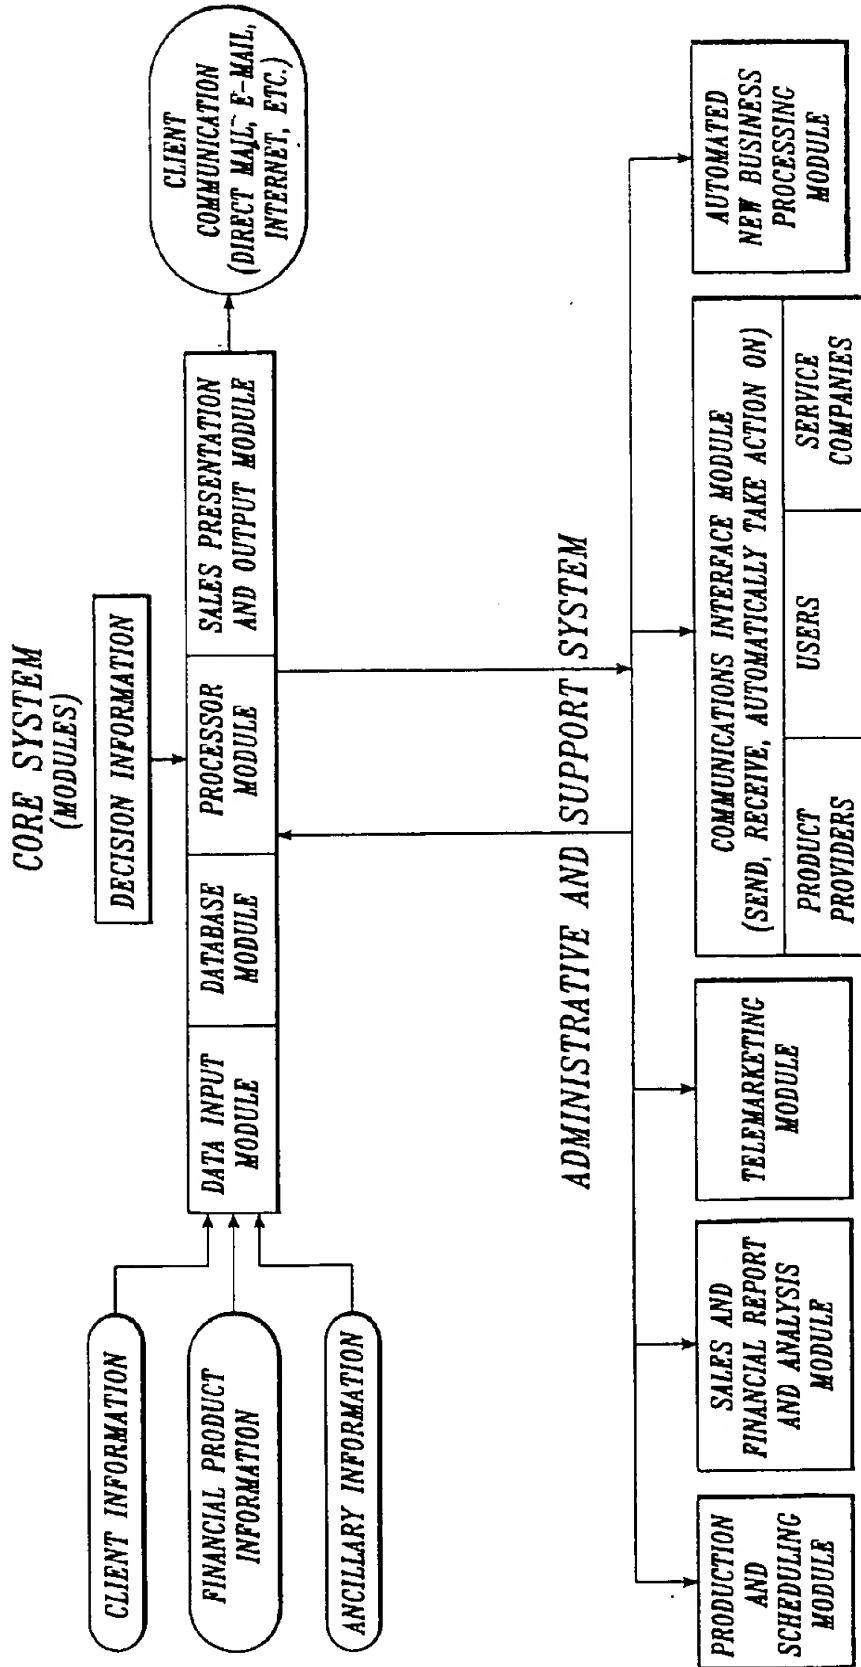 CORE SYSTEM
(MODULES)
DECISION INFORMATION
CLIENT INFORMATION
FINANCIAL PRODUCT
INFORMATION
ANCILLARY INFORMATION
DATA INPUT
MODULE
DATABASE
MODULE
PROCESSOR
MODULE
SALES PRESENTATION
AND OUTPUT MODULE
CLIENT
COMMUNICATION
(DIRECT MAIL, E-MAIL,
INTERNET, ETC.)
ADMINISTRATIVE AND SUPPORT SYSTEM
PRODUCTION
AND
SCHEDULING
MODULE
SALES AND
FINANCIAL REPORT
AND ANALYSIS
MODULE
TELEMARKETING
MODULE
COMMUNICATIONS INTERFACE MODULE
(SEND, RECEIVE, AUTOMATICALLY TAKE ACTION ON)
PRODUCT
PROVIDERS
USERS
SERVICE
COMPANIES
AUTOMATED
NEW BUSINESS
PROCESSING
MODULE